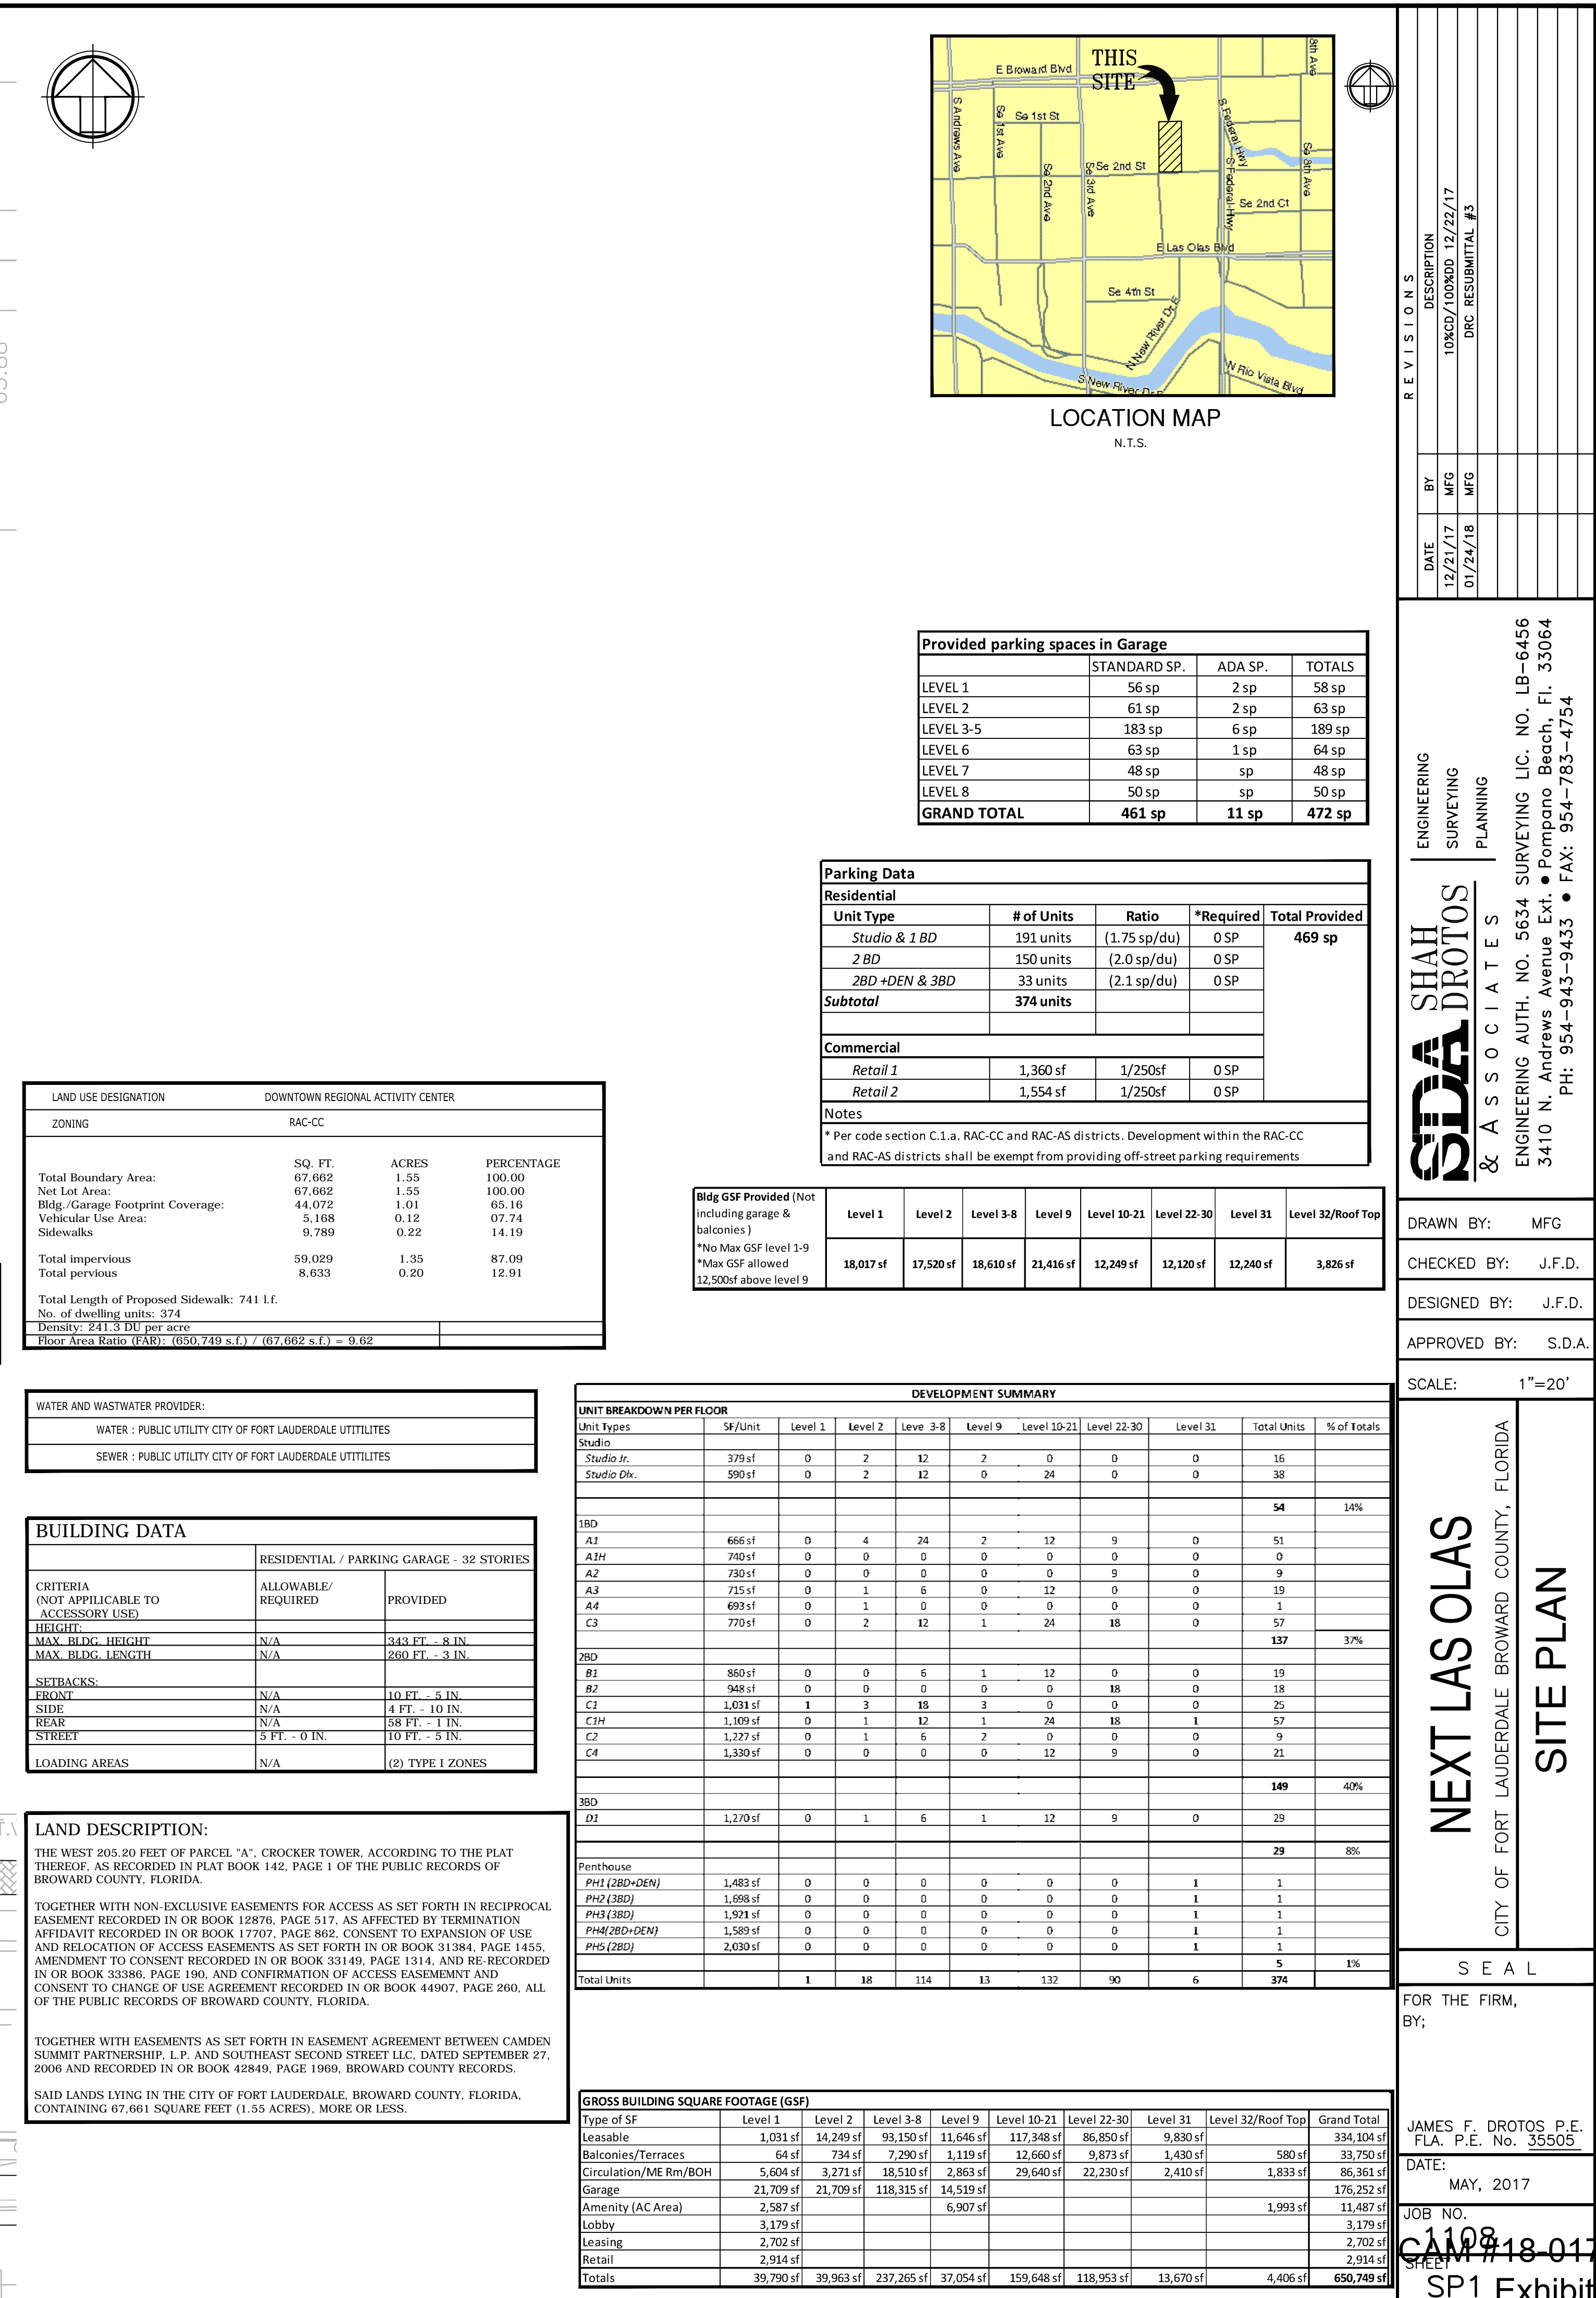 THIS
SITE
E Broward Blvd
8th Ave
S Andrews Ave
Se 1st Ave
Se 1st St
S Federal Hwy
Se 2nd St
Se 2nd Ave
Se 3rd Ave
S Federal Hwy
Se 8th Ave
Se 2nd Ct
E Las Olas Blvd
Se 4th St
N New River Dr E
S New River Dr E
N Rio Vista Blvd
LOCATION MAP
N.T.S.
Provided parking spaces in Garage
STANDARD SP. ADA SP. TOTALS
LEVEL 1 56 sp 2 sp 58 sp
LEVEL 2 61 sp 2 sp 63 sp
LEVEL 3-5 183 sp 6 sp 189 sp
LEVEL 6 63 sp 1 sp 64 sp
LEVEL 7 48 sp sp 48 sp
LEVEL 8 50 sp sp 50 sp
GRAND TOTAL 461 sp 11 sp 472 sp
Parking Data
Residential
Unit Type # of Units Ratio *Required Total Provided
Studio & 1 BD 191 units (1.75 sp/du) 0 SP 469 sp
2 BD 150 units (2.0 sp/du) 0 SP
2BD +DEN & 3BD 33 units (2.1 sp/du) 0 SP
Subtotal 374 units
Commercial
Retail 1 1,360 sf 1/250sf 0 SP
Retail 2 1,554 sf 1/250sf 0 SP
Notes
* Per code section C.1.a. RAC-CC and RAC-AS districts. Development within the RAC-CC
and RAC-AS districts shall be exempt from providing off-street parking requirements
LAND USE DESIGNATION DOWNTOWN REGIONAL ACTIVITY CENTER
ZONING RAC-CC
SQ. FT. ACRES PERCENTAGE
Total Boundary Area: 67,662 1.55 100.00
Net Lot Area: 67,662 1.55 100.00
Bldg./Garage Footprint Coverage: 44,072 1.01 65.16
Vehicular Use Area: 5,168 0.12 07.74
Sidewalks 9,789 0.22 14.19
Total impervious 59,029 1.35 87.09
Total pervious 8,633 0.20 12.91
Total Length of Proposed Sidewalk: 741 l.f.
No. of dwelling units: 374
Density: 241.3 DU per acre
Floor Area Ratio (FAR): (650,749 s.f.) / (67,662 s.f.) = 9.62
Bldg GSF Provided (Not
including garage &
balconies )
*No Max GSF level 1-9
*Max GSF allowed
12,500sf above level 9
Level 1 Level 2 Level 3-8 Level 9 Level 10-21 Level 22-30 Level 31 Level 32/Roof Top
18,017 sf 17,520 sf 18,610 sf 21,416 sf 12,249 sf 12,120 sf 12,240 sf 3,826 sf
WATER AND WASTWATER PROVIDER:
WATER : PUBLIC UTILITY CITY OF FORT LAUDERDALE UTITILITES
SEWER : PUBLIC UTILITY CITY OF FORT LAUDERDALE UTITILITES
BUILDING DATA
RESIDENTIAL / PARKING GARAGE - 32 STORIES
CRITERIA
(NOT APPILICABLE TO
ACCESSORY USE)
ALLOWABLE/
REQUIRED
PROVIDED
HEIGHT:
MAX. BLDG. HEIGHT N/A 343 FT. - 8 IN.
MAX. BLDG. LENGTH N/A 260 FT. - 3 IN.
SETBACKS:
FRONT N/A 10 FT. - 5 IN.
SIDE N/A 4 FT. - 10 IN.
REAR N/A 58 FT. - 1 IN.
STREET 5 FT. - 0 IN. 10 FT. - 5 IN.
LOADING AREAS N/A (2) TYPE I ZONES
LAND DESCRIPTION:
THE WEST 205.20 FEET OF PARCEL "A", CROCKER TOWER, ACCORDING TO THE PLAT
THEREOF, AS RECORDED IN PLAT BOOK 142, PAGE 1 OF THE PUBLIC RECORDS OF
BROWARD COUNTY, FLORIDA.
TOGETHER WITH NON-EXCLUSIVE EASEMENTS FOR ACCESS AS SET FORTH IN RECIPROCAL
EASEMENT RECORDED IN OR BOOK 12876, PAGE 517, AS AFFECTED BY TERMINATION
AFFIDAVIT RECORDED IN OR BOOK 17707, PAGE 862, CONSENT TO EXPANSION OF USE
AND RELOCATION OF ACCESS EASEMENTS AS SET FORTH IN OR BOOK 31384, PAGE 1455,
AMENDMENT TO CONSENT RECORDED IN OR BOOK 33149, PAGE 1314, AND RE-RECORDED
IN OR BOOK 33386, PAGE 190, AND CONFIRMATION OF ACCESS EASEMEMNT AND
CONSENT TO CHANGE OF USE AGREEMENT RECORDED IN OR BOOK 44907, PAGE 260, ALL
OF THE PUBLIC RECORDS OF BROWARD COUNTY, FLORIDA.
TOGETHER WITH EASEMENTS AS SET FORTH IN EASEMENT AGREEMENT BETWEEN CAMDEN
SUMMIT PARTNERSHIP, L.P. AND SOUTHEAST SECOND STREET LLC, DATED SEPTEMBER 27,
2006 AND RECORDED IN OR BOOK 42849, PAGE 1969, BROWARD COUNTY RECORDS.
SAID LANDS LYING IN THE CITY OF FORT LAUDERDALE, BROWARD COUNTY, FLORIDA,
CONTAINING 67,661 SQUARE FEET (1.55 ACRES), MORE OR LESS.
DEVELOPMENT SUMMARY
UNIT BREAKDOWN PER FLOOR
Unit Types SF/Unit Level 1 Level 2 Leve 3-8 Level 9 Level 10-21 Level 22-30 Level 31 Total Units % of Totals
Studio
Studio Jr. 379 sf 0 2 12 2 0 0 0 16
Studio Dlx. 590 sf 0 2 12 0 24 0 0 38
54 14%
1BD
A1 666 sf 0 4 24 2 12 9 0 51
A1H 740 sf 0 0 0 0 0 0 0 0
A2 730 sf 0 0 0 0 0 9 0 9
A3 715 sf 0 1 6 0 12 0 0 19
A4 693 sf 0 1 0 0 0 0 0 1
C3 770 sf 0 2 12 1 24 18 0 57
137 37%
2BD
B1 860 sf 0 0 6 1 12 0 0 19
B2 948 sf 0 0 0 0 0 18 0 18
C1 1,031 sf 1 3 18 3 0 0 0 25
C1H 1,109 sf 0 1 12 1 24 18 1 57
C2 1,227 sf 0 1 6 2 0 0 0 9
C4 1,330 sf 0 0 0 0 12 9 0 21
149 40%
3BD
D1 1,270 sf 0 1 6 1 12 9 0 29
29 8%
Penthouse
PH1 (2BD+DEN) 1,483 sf 0 0 0 0 0 0 1 1
PH2 (3BD) 1,698 sf 0 0 0 0 0 0 1 1
PH3 (3BD) 1,921 sf 0 0 0 0 0 0 1 1
PH4(2BD+DEN) 1,589 sf 0 0 0 0 0 0 1 1
PH5 (2BD) 2,030 sf 0 0 0 0 0 0 1 1
5 1%
Total Units 1 18 114 13 132 90 6 374
GROSS BUILDING SQUARE FOOTAGE (GSF)
Type of SF Level 1 Level 2 Level 3-8 Level 9 Level 10-21 Level 22-30 Level 31 Level 32/Roof Top Grand Total
Leasable 1,031 sf 14,249 sf 93,150 sf 11,646 sf 117,348 sf 86,850 sf 9,830 sf 334,104 sf
Balconies/Terraces 64 sf 734 sf 7,290 sf 1,119 sf 12,660 sf 9,873 sf 1,430 sf 580 sf 33,750 sf
Circulation/ME Rm/BOH 5,604 sf 3,271 sf 18,510 sf 2,863 sf 29,640 sf 22,230 sf 2,410 sf 1,833 sf 86,361 sf
Garage 21,709 sf 21,709 sf 118,315 sf 14,519 sf 176,252 sf
Amenity (AC Area) 2,587 sf 6,907 sf 1,993 sf 11,487 sf
Lobby 3,179 sf 3,179 sf
Leasing 2,702 sf 2,702 sf
Retail 2,914 sf 2,914 sf
Totals 39,790 sf 39,963 sf 237,265 sf 37,054 sf 159,648 sf 118,953 sf 13,670 sf 4,406 sf 650,749 sf
REVISIONS
DATE BY DESCRIPTION
12/21/17 MFG 10%CD/100%DD 12/22/17
01/24/18 MFG DRC RESUBMITTAL #3
SDA SHAH
DROTOS
& ASSOCIATES
ENGINEERING
SURVEYING
PLANNING
ENGINEERING AUTH. NO. 5634 SURVEYING LIC. NO. LB-6456
3410 N. Andrews Avenue Ext. • Pompano Beach, Fl. 33064
PH: 954-943-9433 • FAX: 954-783-4754
DRAWN BY: MFG
CHECKED BY: J.F.D.
DESIGNED BY: J.F.D.
APPROVED BY: S.D.A.
SCALE: 1"=20'
NEXT LAS OLAS
CITY OF FORT LAUDERDALE BROWARD COUNTY, FLORIDA
SITE PLAN
SEAL
FOR THE FIRM,
BY;
JAMES F. DROTOS P.E.
FLA. P.E. No. 35505
DATE:
MAY, 2017
JOB NO.
1108
CAM #18-017
SHEET
SP1 Exhibit